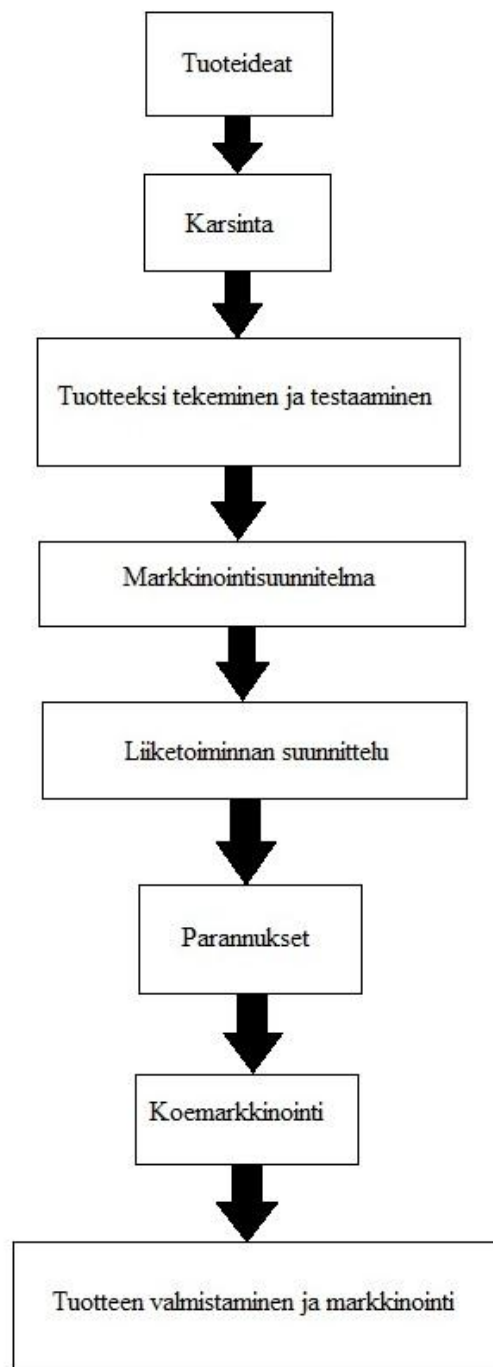 Tuoteideat
Karsinta
Tuotteeksi tekeminen ja testaaminen
Markkinointisuunnitelma
Liiketoiminnan suunnittelu
Parannukset
Koemarkkinointi
Tuotteen valmistaminen ja markkinointi